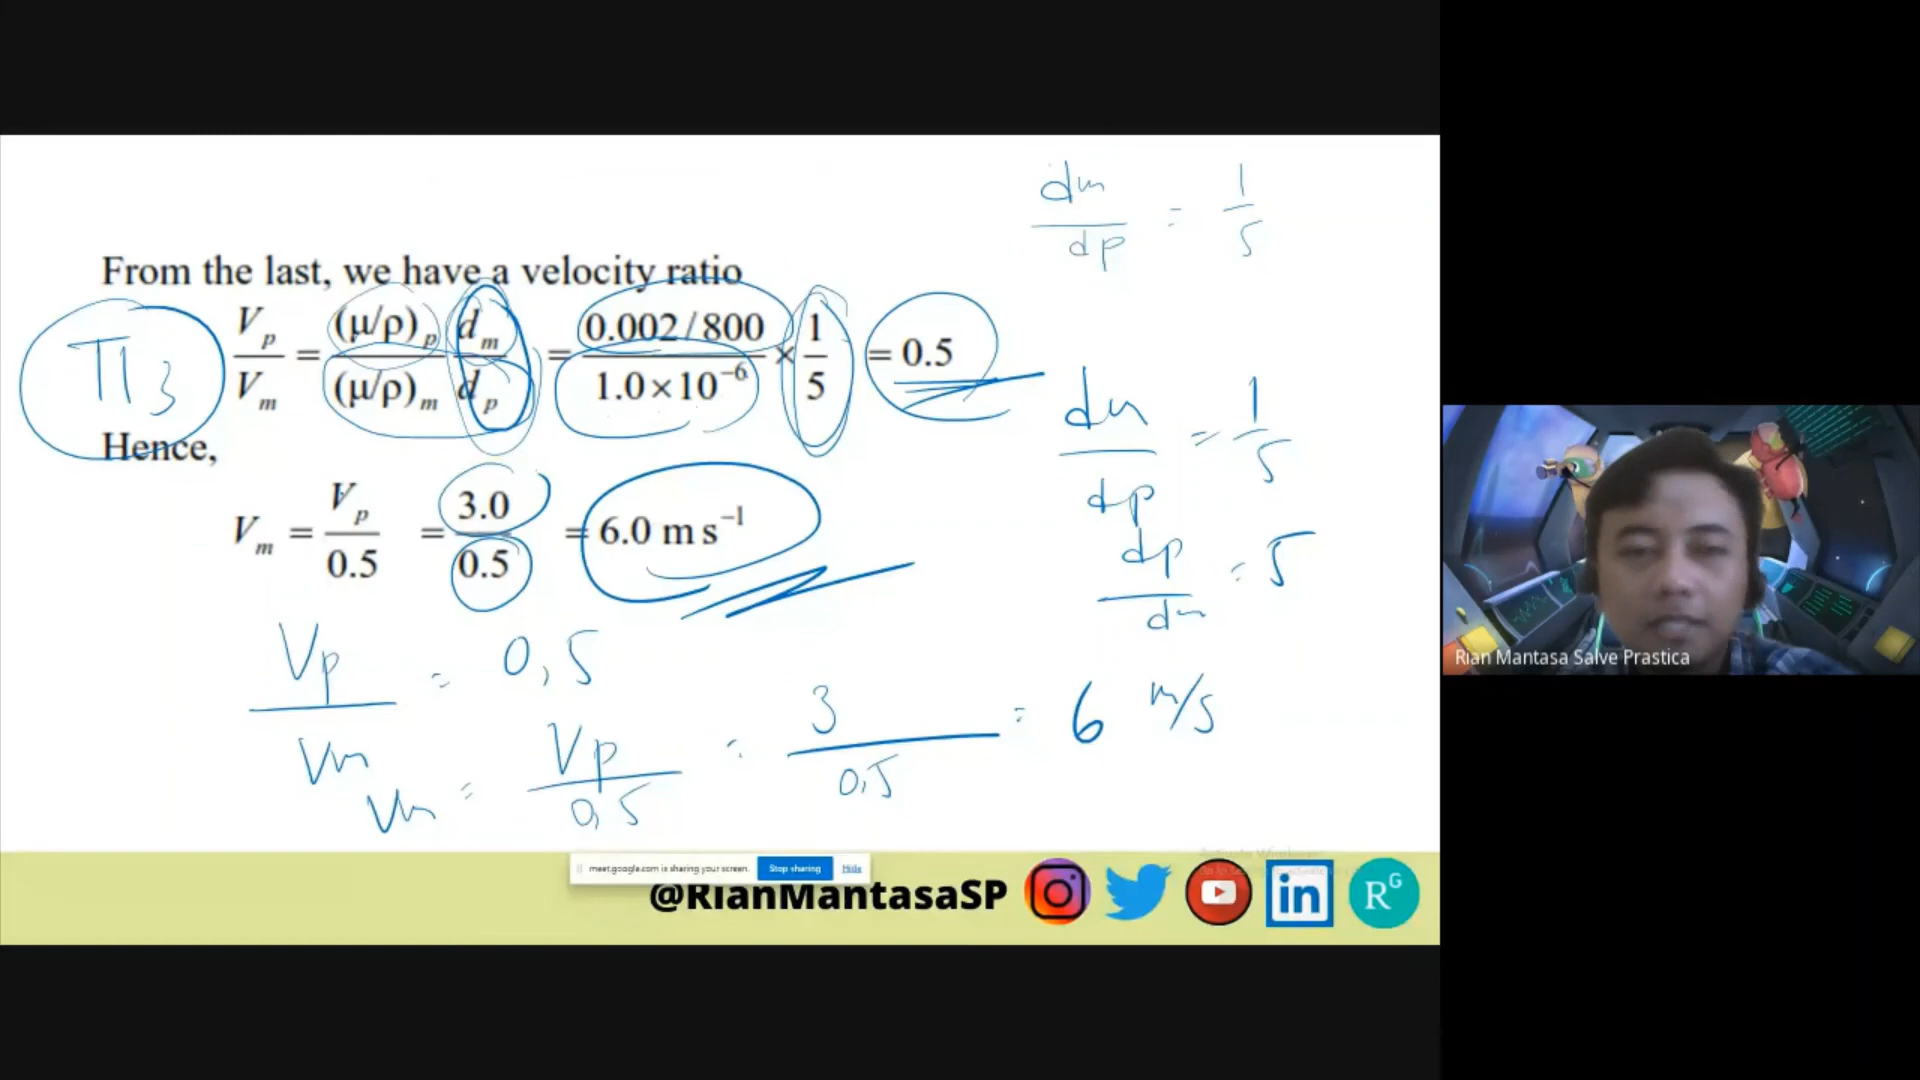 dm/dp = 1/5
From the last, we have a velocity ratio
Π3 Vp/Vm = (μ/ρ)p/(μ/ρ)m dm/dp = 0.002/800 / 1.0×10⁻⁶ × 1/5 = 0.5
dm/dp = 1/5
Hence,
Vm = Vp/0.5 = 3.0/0.5 = 6.0 m s⁻¹
dp/dm = 5
Vp/Vm = 0,5
Vm = Vp/0,5 = 3/0,5 = 6 m/s
Rian Mantasa Salve Prastica
meet.google.com is sharing your screen. Stop sharing Hide
@RianMantasaSP in RG